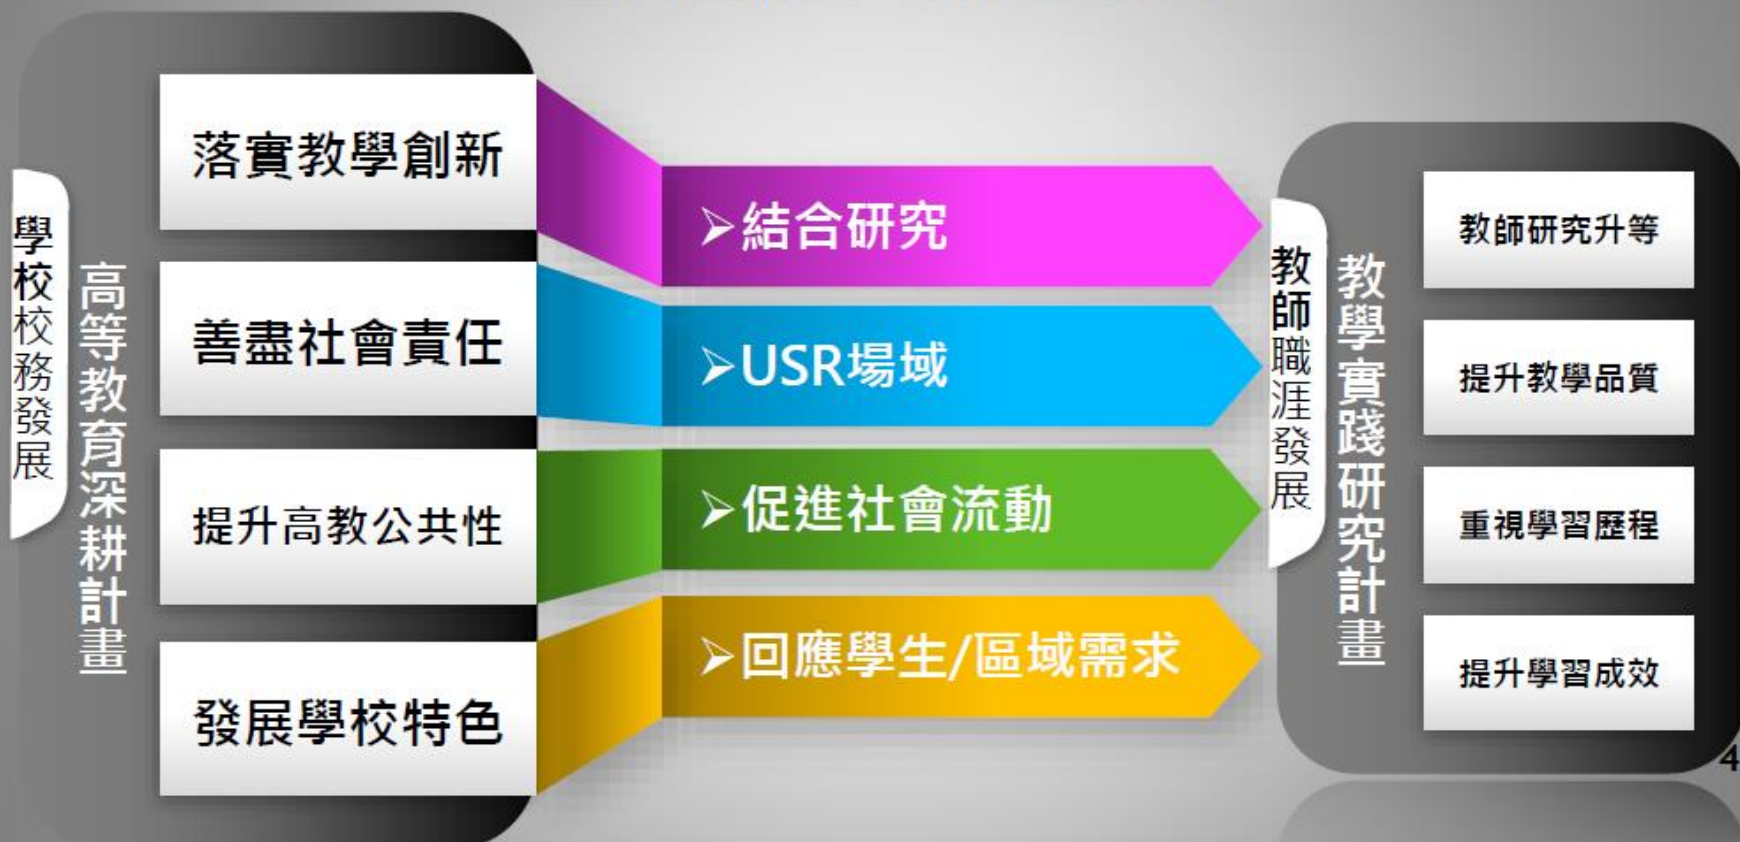 學校校務發展
高等教育深耕計畫
落實教學創新
善盡社會責任
提升高教公共性
發展學校特色
➢結合研究
➢USR場域
➢促進社會流動
➢回應學生/區域需求
教師職涯發展
教學實踐研究計畫
教師研究升等
提升教學品質
重視學習歷程
提升學習成效
4